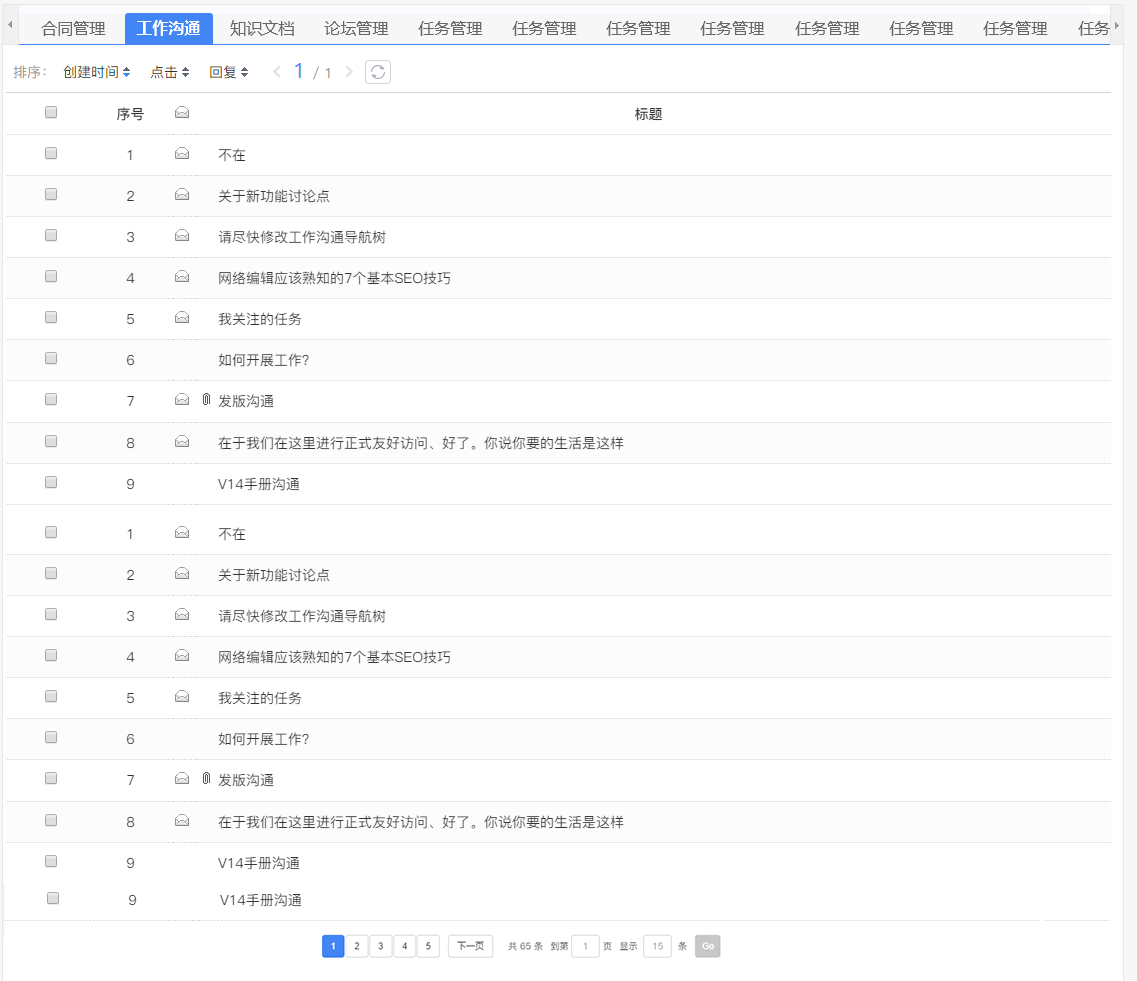 合同管理 工作沟通 知识文档 论坛管理 任务管理 任务管理 任务管理 任务管理 任务管理 任务管理 任务管理 任务
排序： 创建时间 点击 回复 1 / 1
序号 标题
1 不在
2 关于新功能讨论点
3 请尽快修改工作沟通导航树
4 网络编辑应该熟知的7个基本SEO技巧
5 我关注的任务
6 如何开展工作?
7 发版沟通
8 在于我们在这里进行正式友好访问、好了。你说你要的生活是这样
9 V14手册沟通
1 不在
2 关于新功能讨论点
3 请尽快修改工作沟通导航树
4 网络编辑应该熟知的7个基本SEO技巧
5 我关注的任务
6 如何开展工作?
7 发版沟通
8 在于我们在这里进行正式友好访问、好了。你说你要的生活是这样
9 V14手册沟通
9 V14手册沟通
1 2 3 4 5 下一页 共 65 条 到第 1 页 显示 15 条 Go